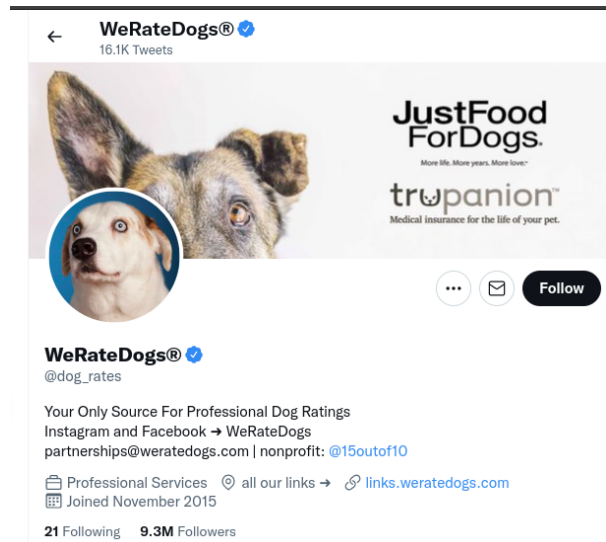 WeRateDogs®
16.1K Tweets
JustFood
ForDogs.
More life. More years. More love.™
trupanion™
Medical insurance for the life of your pet.
Follow
WeRateDogs®
@dog_rates
Your Only Source For Professional Dog Ratings
Instagram and Facebook ➔ WeRateDogs
partnerships@weratedogs.com | nonprofit: @15outof10
Professional Services all our links ➔ links.weratedogs.com
Joined November 2015
21 Following 9.3M Followers